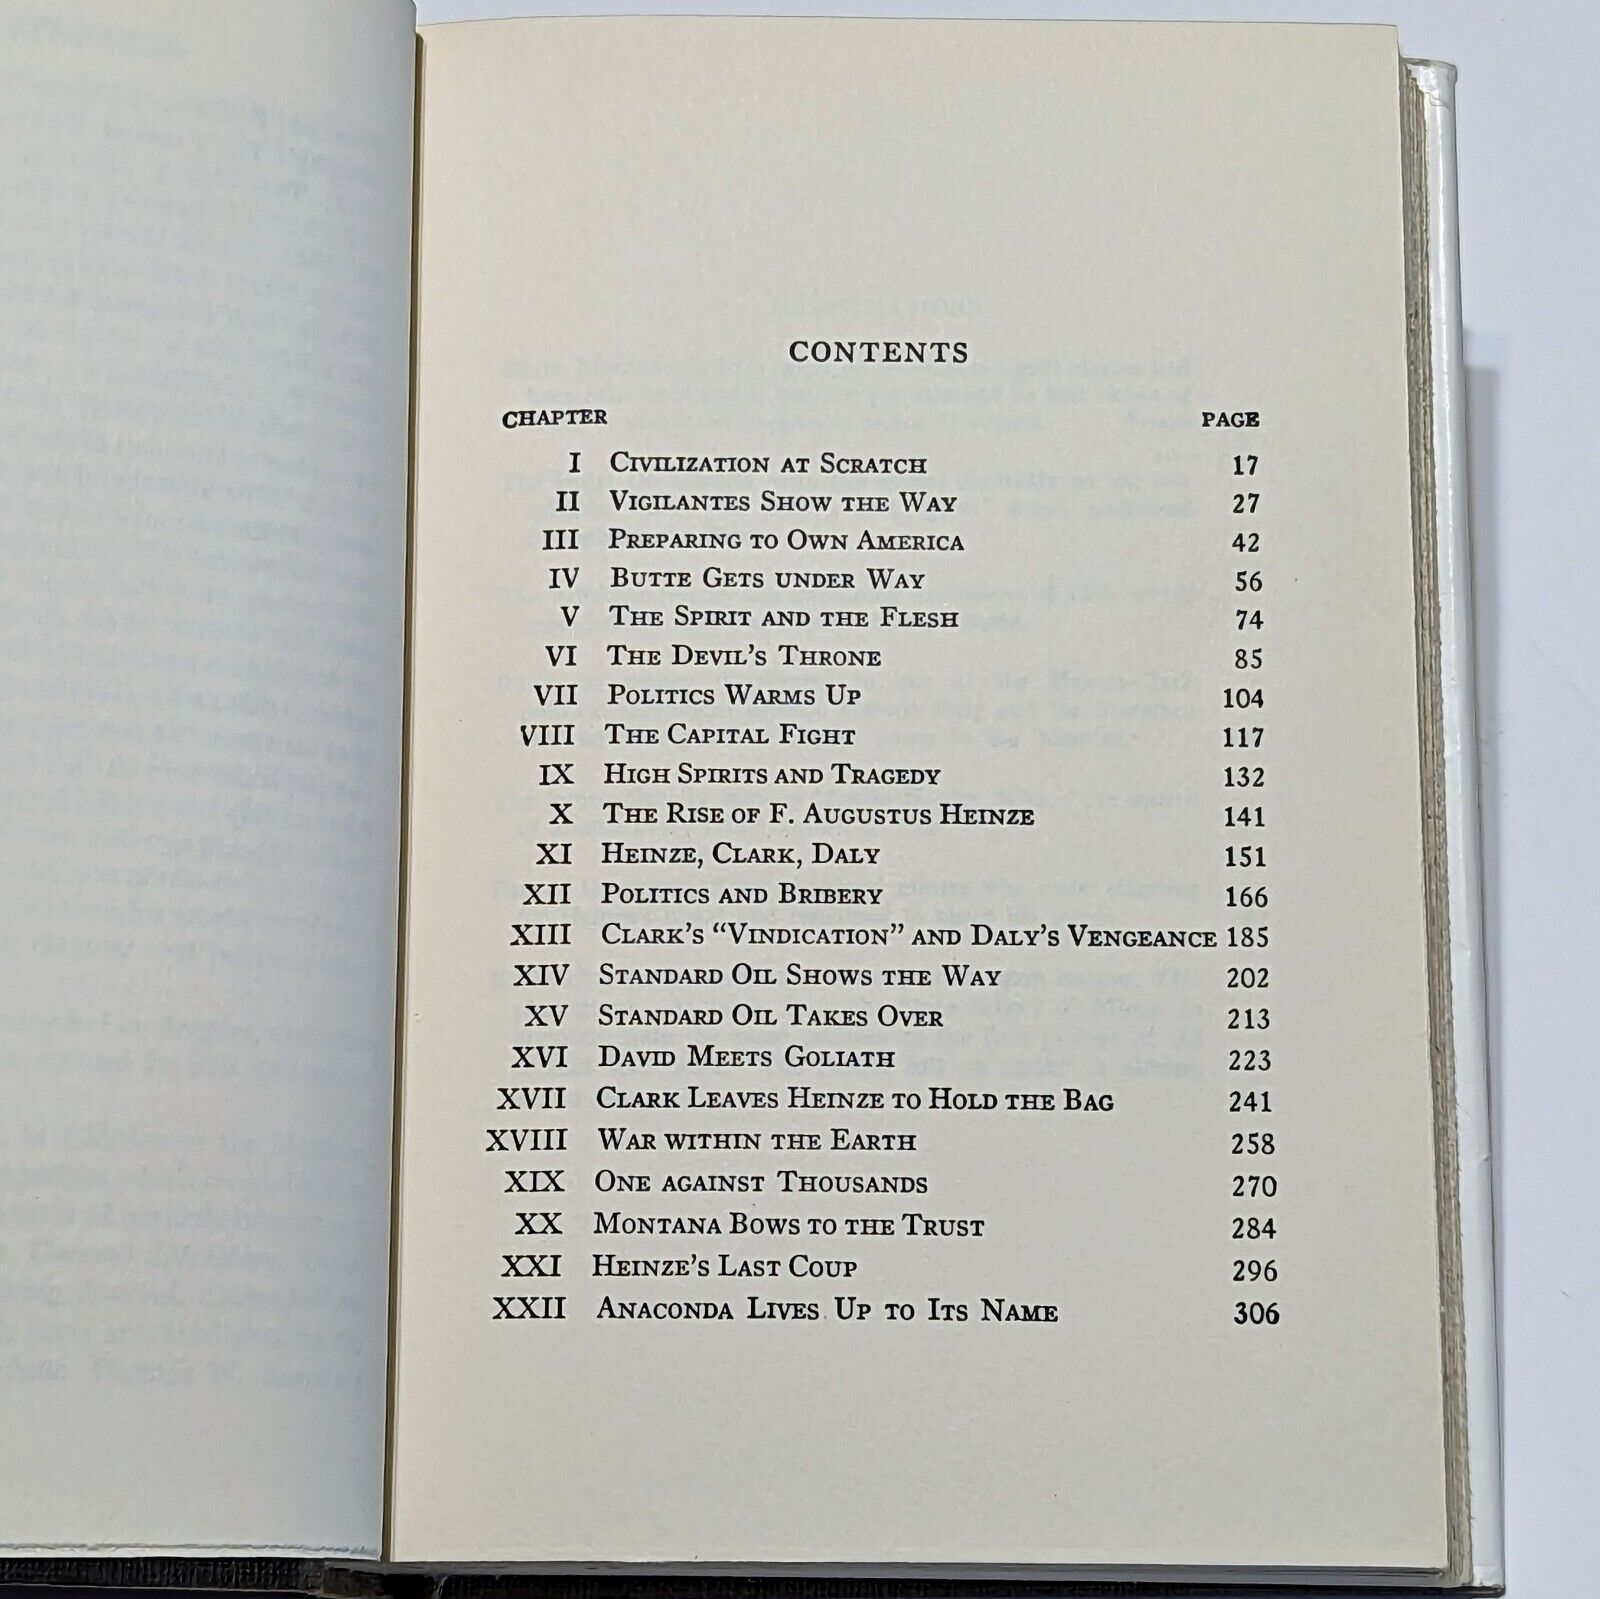 CONTENTS
CHAPTER PAGE
I CIVILIZATION AT SCRATCH 17
II VIGILANTES SHOW THE WAY 27
III PREPARING TO OWN AMERICA 42
IV BUTTE GETS UNDER WAY 56
V THE SPIRIT AND THE FLESH 74
VI THE DEVIL'S THRONE 85
VII POLITICS WARMS UP 104
VIII THE CAPITAL FIGHT 117
IX HIGH SPIRITS AND TRAGEDY 132
X THE RISE OF F. AUGUSTUS HEINZE 141
XI HEINZE, CLARK, DALY 151
XII POLITICS AND BRIBERY 166
XIII CLARK'S "VINDICATION" AND DALY'S VENGEANCE 185
XIV STANDARD OIL SHOWS THE WAY 202
XV STANDARD OIL TAKES OVER 213
XVI DAVID MEETS GOLIATH 223
XVII CLARK LEAVES HEINZE TO HOLD THE BAG 241
XVIII WAR WITHIN THE EARTH 258
XIX ONE AGAINST THOUSANDS 270
XX MONTANA BOWS TO THE TRUST 284
XXI HEINZE'S LAST COUP 296
XXII ANACONDA LIVES UP TO ITS NAME 306